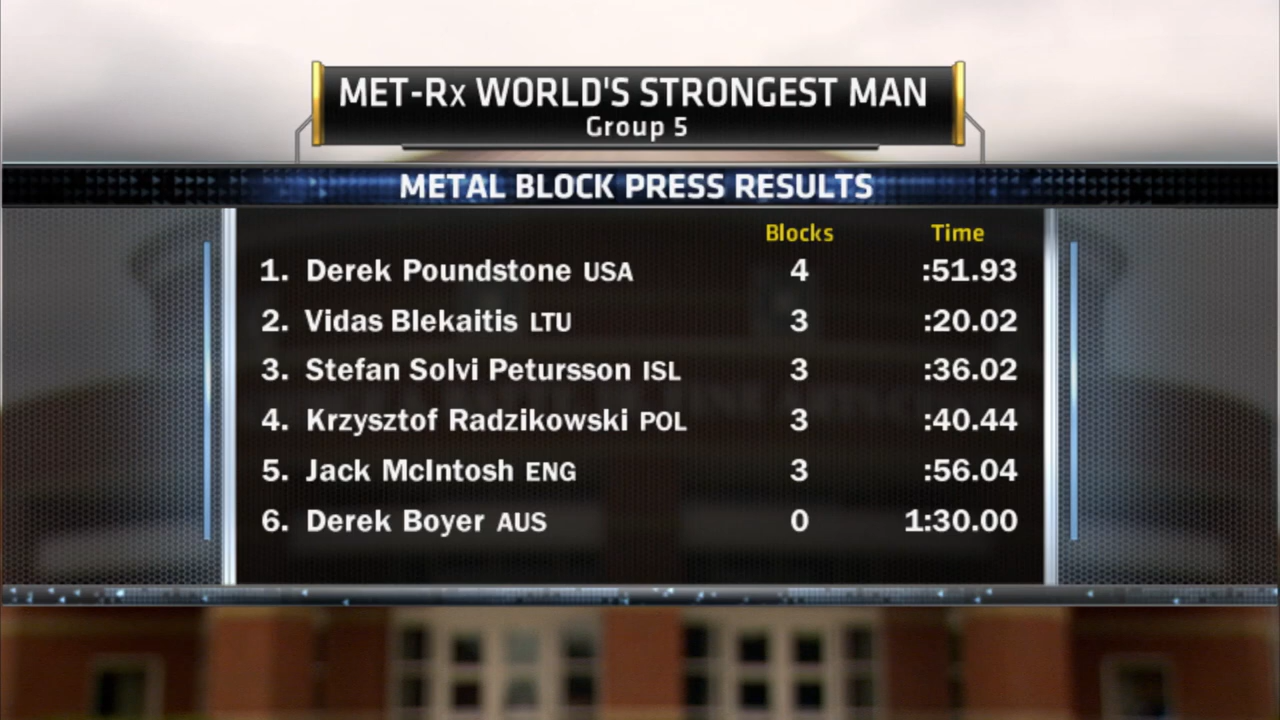 MET-Rx WORLD'S STRONGEST MAN
Group 5
METAL BLOCK PRESS RESULTS
Blocks Time
1. Derek Poundstone USA 4 :51.93
2. Vidas Blekaitis LTU 3 :20.02
3. Stefan Solvi Petursson ISL 3 :36.02
4. Krzysztof Radzikowski POL 3 :40.44
5. Jack McIntosh ENG 3 :56.04
6. Derek Boyer AUS 0 1:30.00